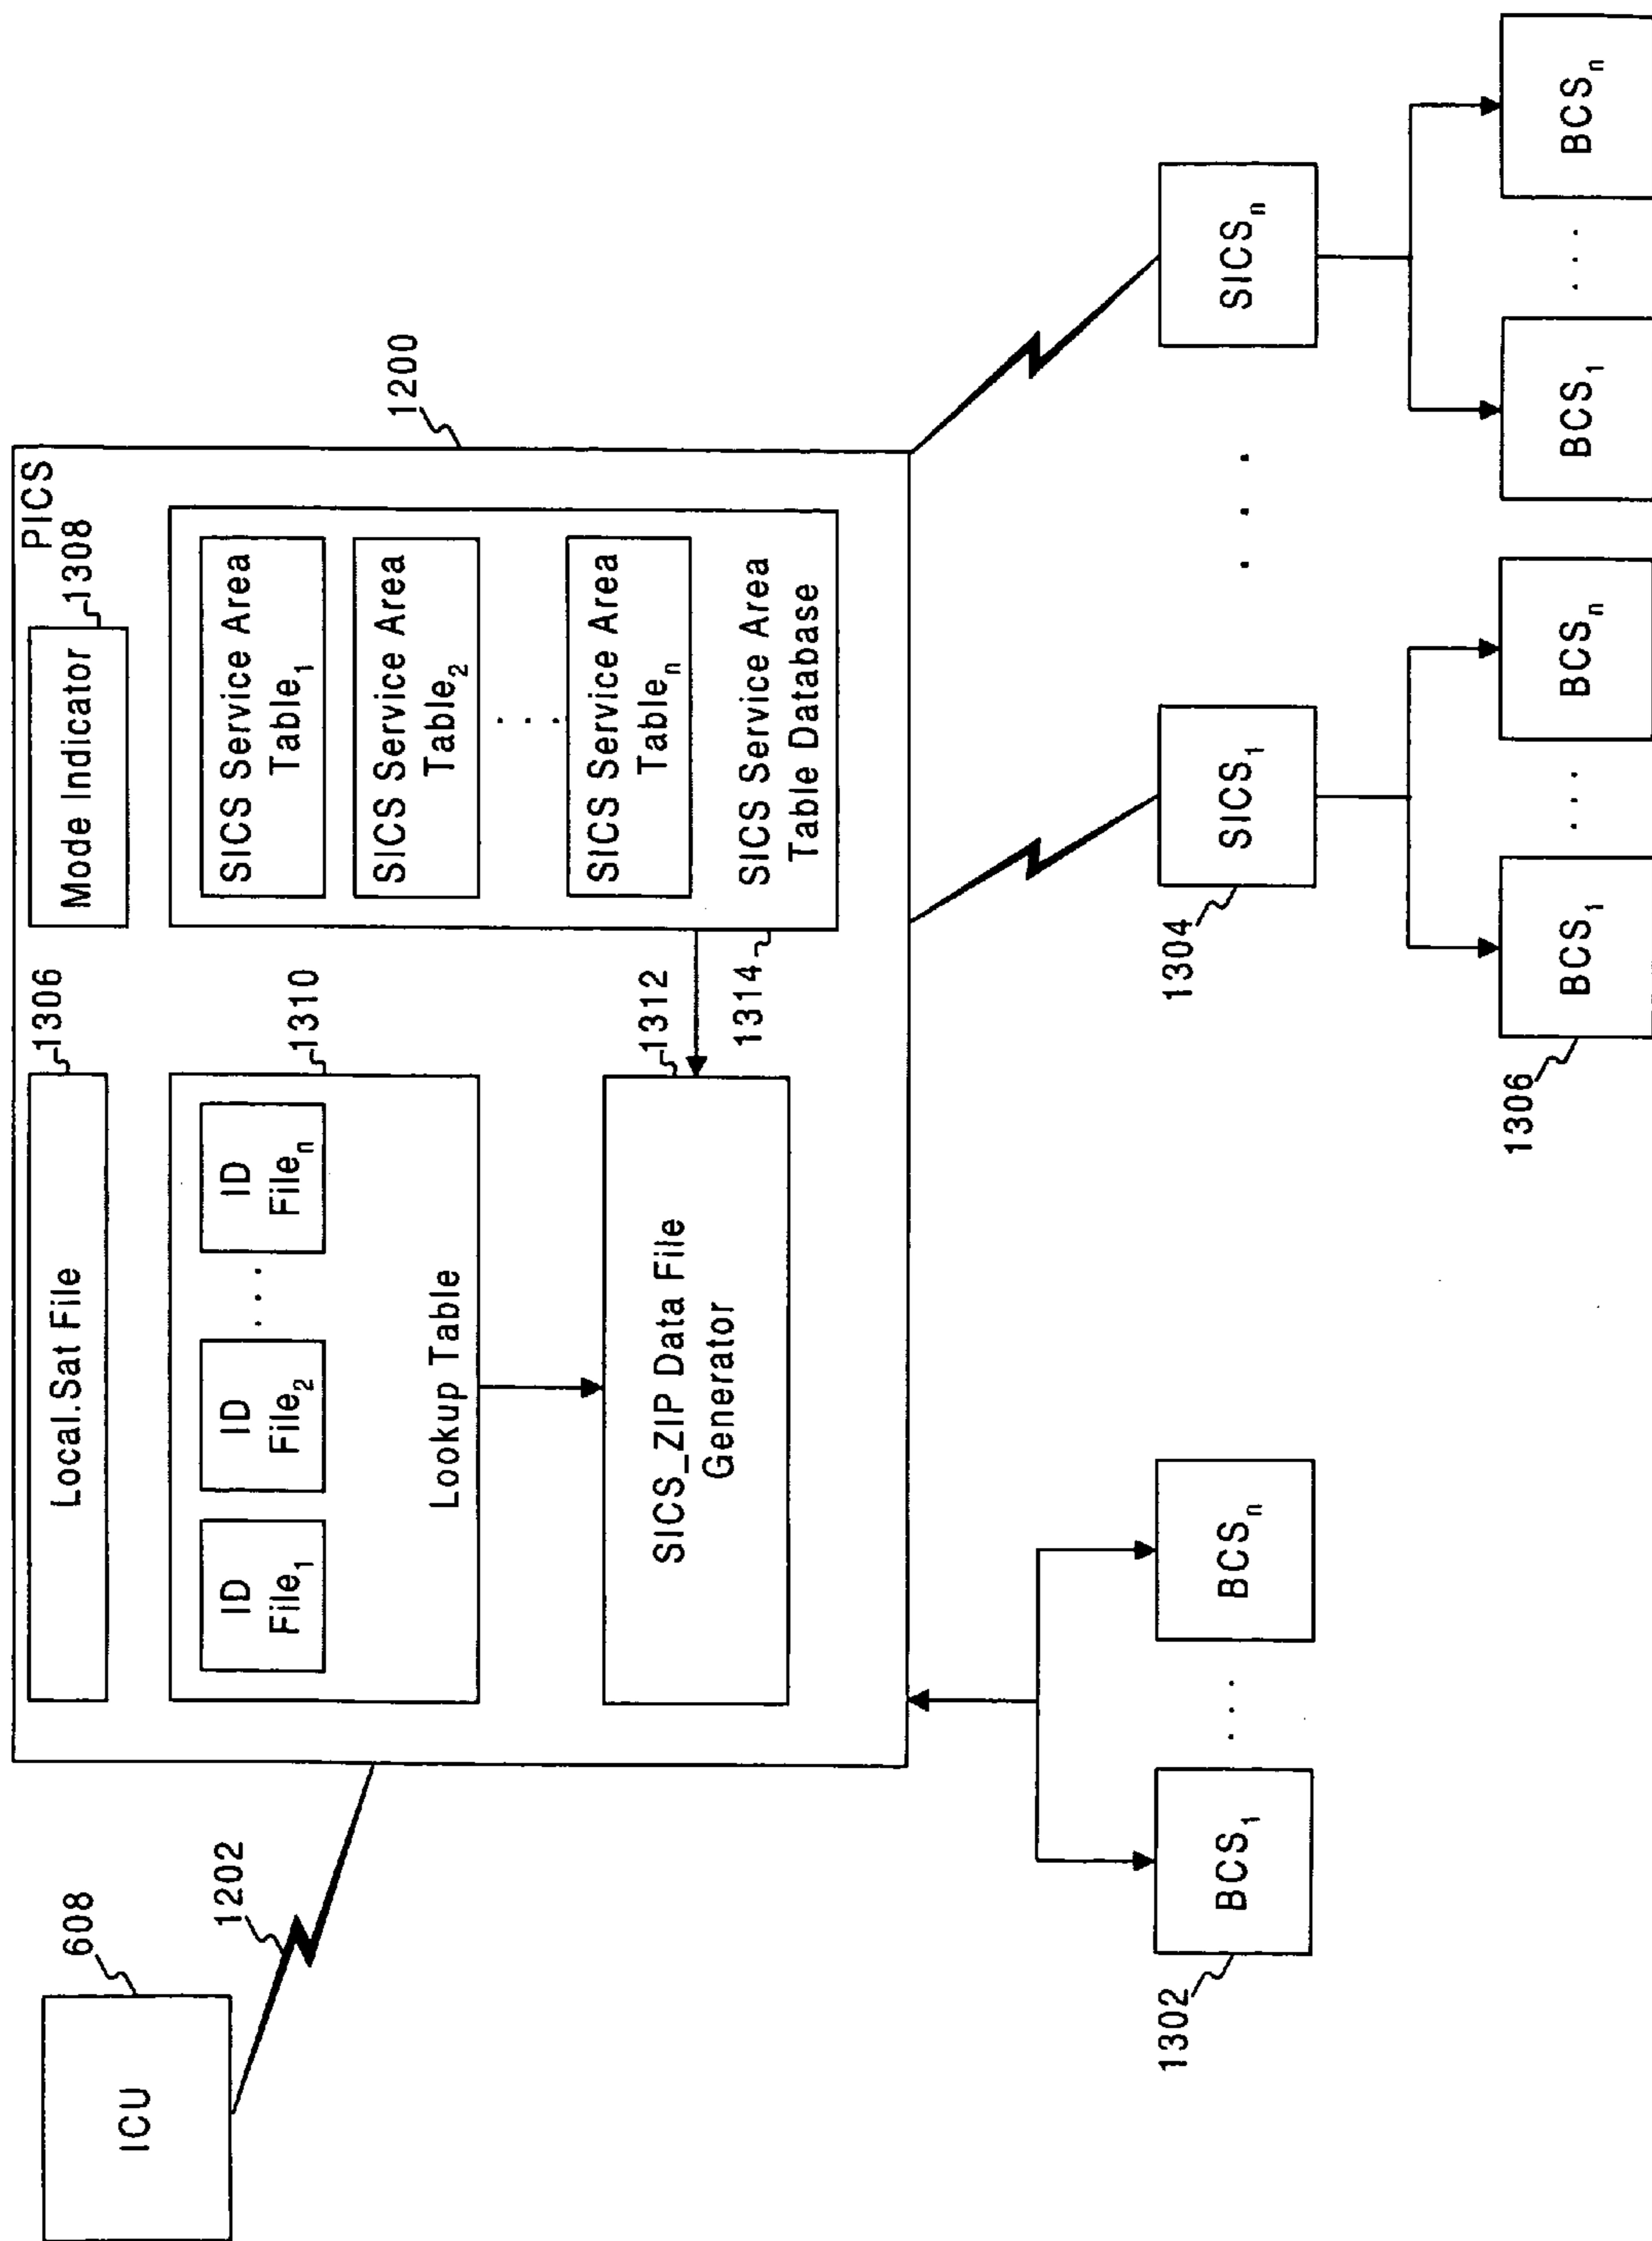 608
ICU
1202
PICS
1200
1306
Local.Sat File
1308
Mode Indicator
1310
ID
File1
ID
File2
. . .
ID
Filen
Lookup Table
SICS Service Area
Table1
SICS Service Area
Table2
. . .
SICS Service Area
Tablen
SICS Service Area
Table Database
1312
SICS_ZIP Data File
Generator
1314
1302
BCS1
. . .
BCSn
1304
SICS1
. . .
SICSn
1306
BCS1
. . .
BCSn
BCS1
. . .
BCSn